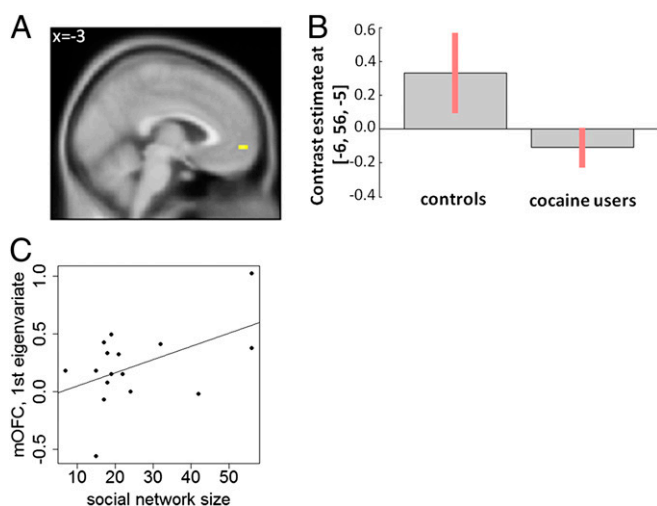 A
x=-3
B
Contrast estimate at
[-6, 56, -5]
0.6
0.4
0.2
0.0
-0.2
-0.4
controls
cocaine users
C
mOFC, 1st eigenvariate
1.0
0.5
0.0
-0.5
10 20 30 40 50
social network size